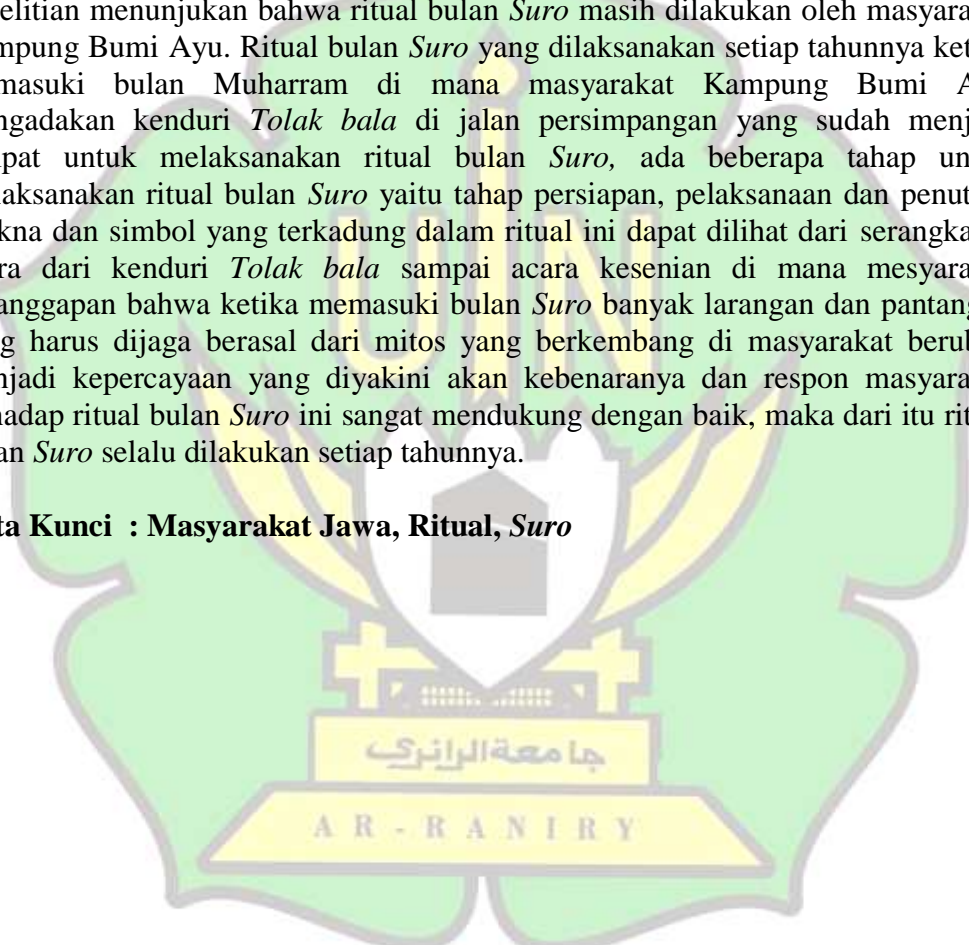 elitian menunjukan bahwa ritual bulan Suro masih dilakukan oleh masyara
mpung Bumi Ayu. Ritual bulan Suro yang dilaksanakan setiap tahunnya ket
masuki bulan Muharram di mana masyarakat Kampung Bumi A
ngadakan kenduri Tolak bala di jalan persimpangan yang sudah menj
pat untuk melaksanakan ritual bulan Suro, ada beberapa tahap un
laksanakan ritual bulan Suro yaitu tahap persiapan, pelaksanaan dan penut
kna dan simbol yang terkadung dalam ritual ini dapat dilihat dari serangka
ra dari kenduri Tolak bala sampai acara kesenian di mana mesyara
anggapan bahwa ketika memasuki bulan Suro banyak larangan dan pantang
g harus dijaga berasal dari mitos yang berkembang di masyarakat berub
njadi kepercayaan yang diyakini akan kebenaranya dan respon masyara
hadap ritual bulan Suro ini sangat mendukung dengan baik, maka dari itu rit
an Suro selalu dilakukan setiap tahunnya.
ta Kunci : Masyarakat Jawa, Ritual, Suro
UIN
جامعةالرانري
AR-RANIRY